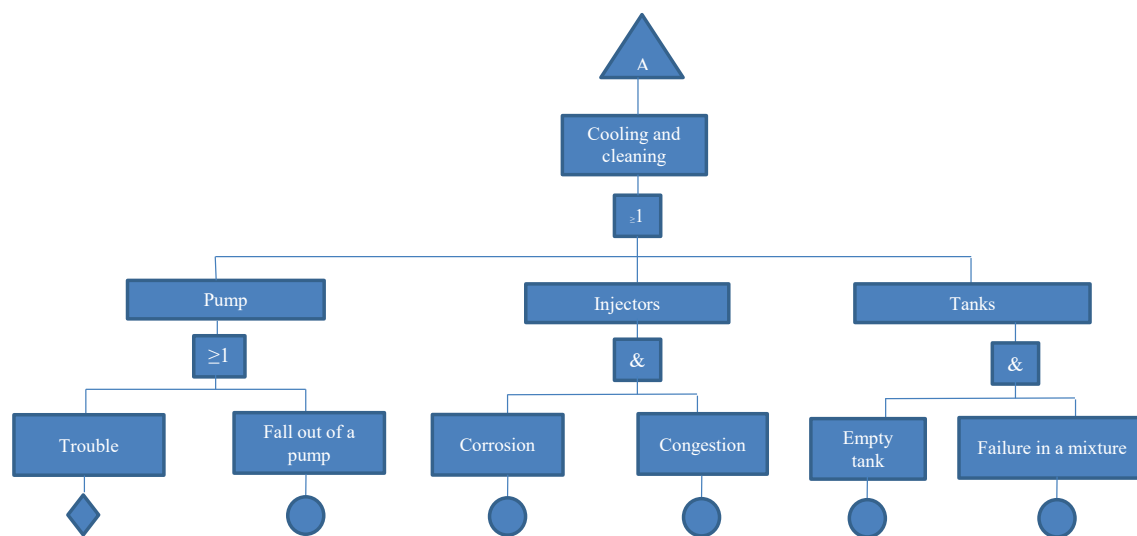 A
Cooling and
cleaning
≥1
Pump
Injectors
Tanks
≥1
&
&
Trouble
Fall out of a
pump
Corrosion
Congestion
Empty
tank
Failure in a mixture